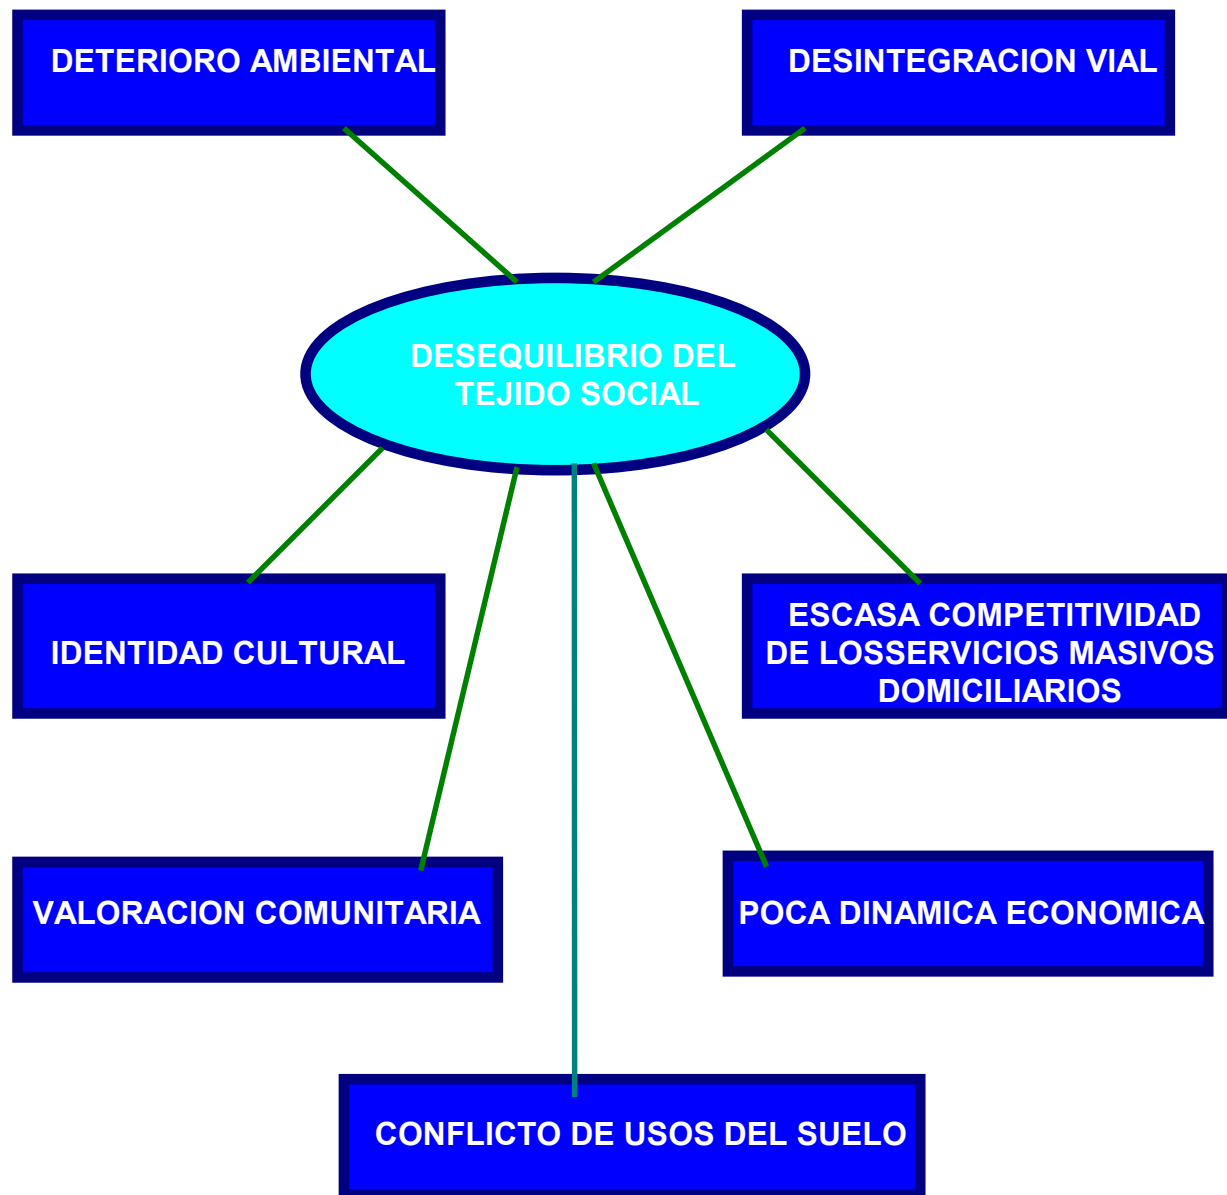 DETERIORO AMBIENTAL
DESINTEGRACION VIAL
DESEQUILIBRIO DEL
TEJIDO SOCIAL
IDENTIDAD CULTURAL
ESCASA COMPETITIVIDAD
DE LOSSERVICIOS MASIVOS
DOMICILIARIOS
VALORACION COMUNITARIA
POCA DINAMICA ECONOMICA
CONFLICTO DE USOS DEL SUELO